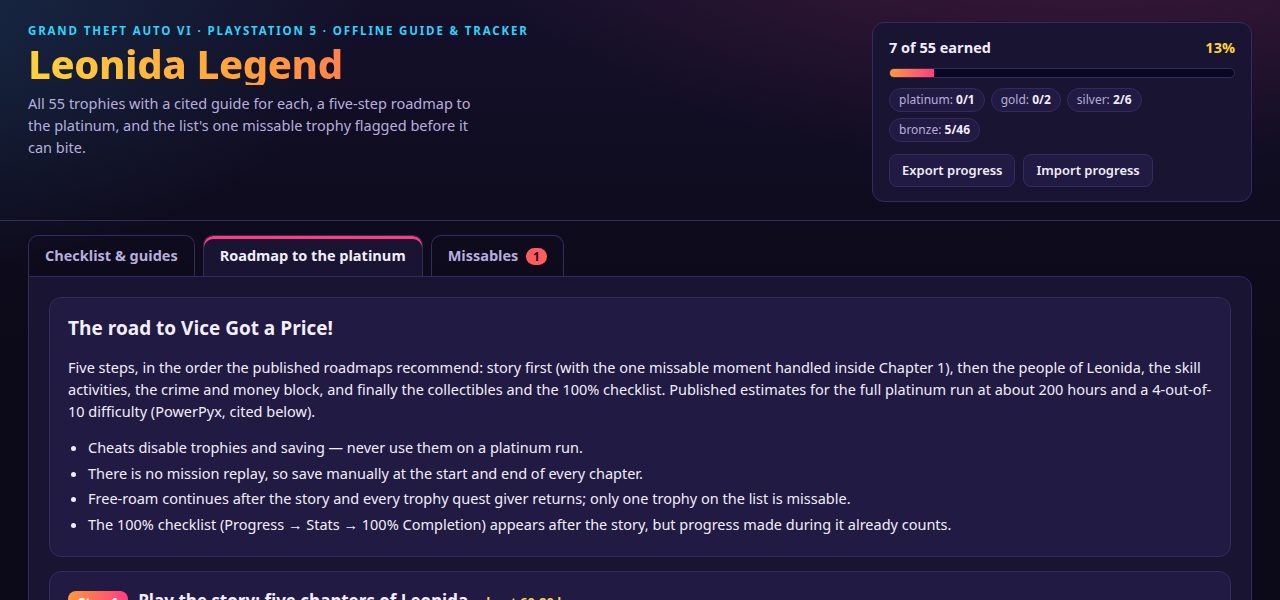 GRAND THEFT AUTO VI · PLAYSTATION 5 · OFFLINE GUIDE & TRACKER
Leonida Legend
All 55 trophies with a cited guide for each, a five-step roadmap to
the platinum, and the list's one missable trophy flagged before it
can bite.
7 of 55 earned 13%
platinum: 0/1 gold: 0/2 silver: 2/6
bronze: 5/46
Export progress Import progress
Checklist & guides Roadmap to the platinum Missables 1
The road to Vice Got a Price!
Five steps, in the order the published roadmaps recommend: story first (with the one missable moment handled inside Chapter 1), then the people of Leonida, the skill
activities, the crime and money block, and finally the collectibles and the 100% checklist. Published estimates for the full platinum run at about 200 hours and a 4-out-of-
10 difficulty (PowerPyx, cited below).
• Cheats disable trophies and saving — never use them on a platinum run.
• There is no mission replay, so save manually at the start and end of every chapter.
• Free-roam continues after the story and every trophy quest giver returns; only one trophy on the list is missable.
• The 100% checklist (Progress → Stats → 100% Completion) appears after the story, but progress made during it already counts.
Play the story: five chapters of Leonida